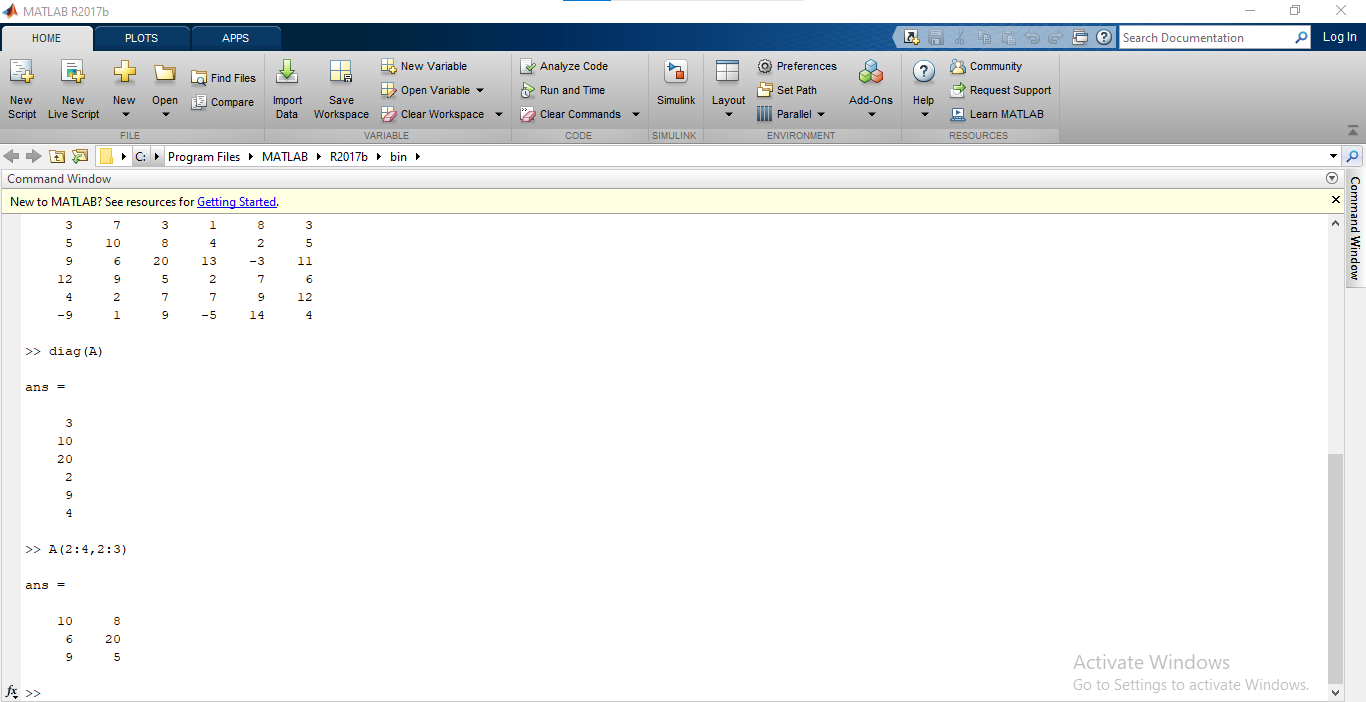 MATLAB R2017b
HOME PLOTS APPS Search Documentation Log In
New Script
New Live Script
New
Open
Find Files
Compare
Import Data
Save Workspace
New Variable
Open Variable
Clear Workspace
Analyze Code
Run and Time
Clear Commands
Simulink
Layout
Preferences
Set Path
Parallel
Add-Ons
Help
Community
Request Support
Learn MATLAB
FILE VARIABLE CODE SIMULINK ENVIRONMENT RESOURCES
C: Program Files MATLAB R2017b bin
Command Window
New to MATLAB? See resources for Getting Started.
3 7 3 1 8 3
5 10 8 4 2 5
9 6 20 13 -3 11
12 9 5 2 7 6
4 2 7 7 9 12
-9 1 9 -5 14 4
>> diag(A)
ans =
3
10
20
2
9
4
>> A(2:4,2:3)
ans =
10 8
6 20
9 5
fx >>
Command Window
Activate Windows
Go to Settings to activate Windows.